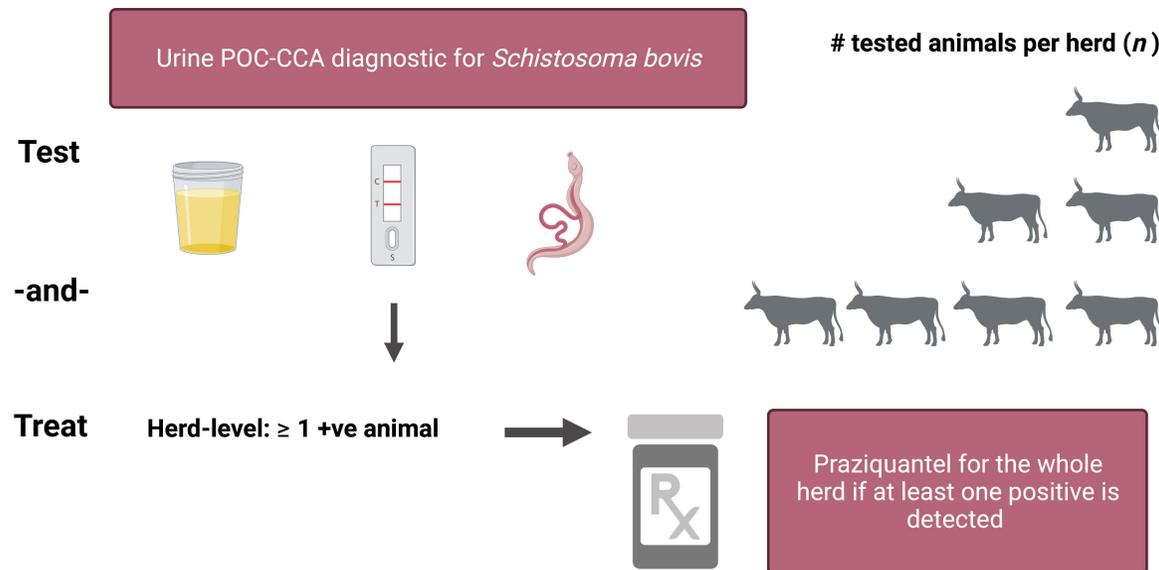 Urine POC-CCA diagnostic for Schistosoma bovis
# tested animals per herd (n )
Test
C
T
S
-and-
Treat
Herd-level: ≥ 1 +ve animal
Rx
Praziquantel for the whole
herd if at least one positive is
detected